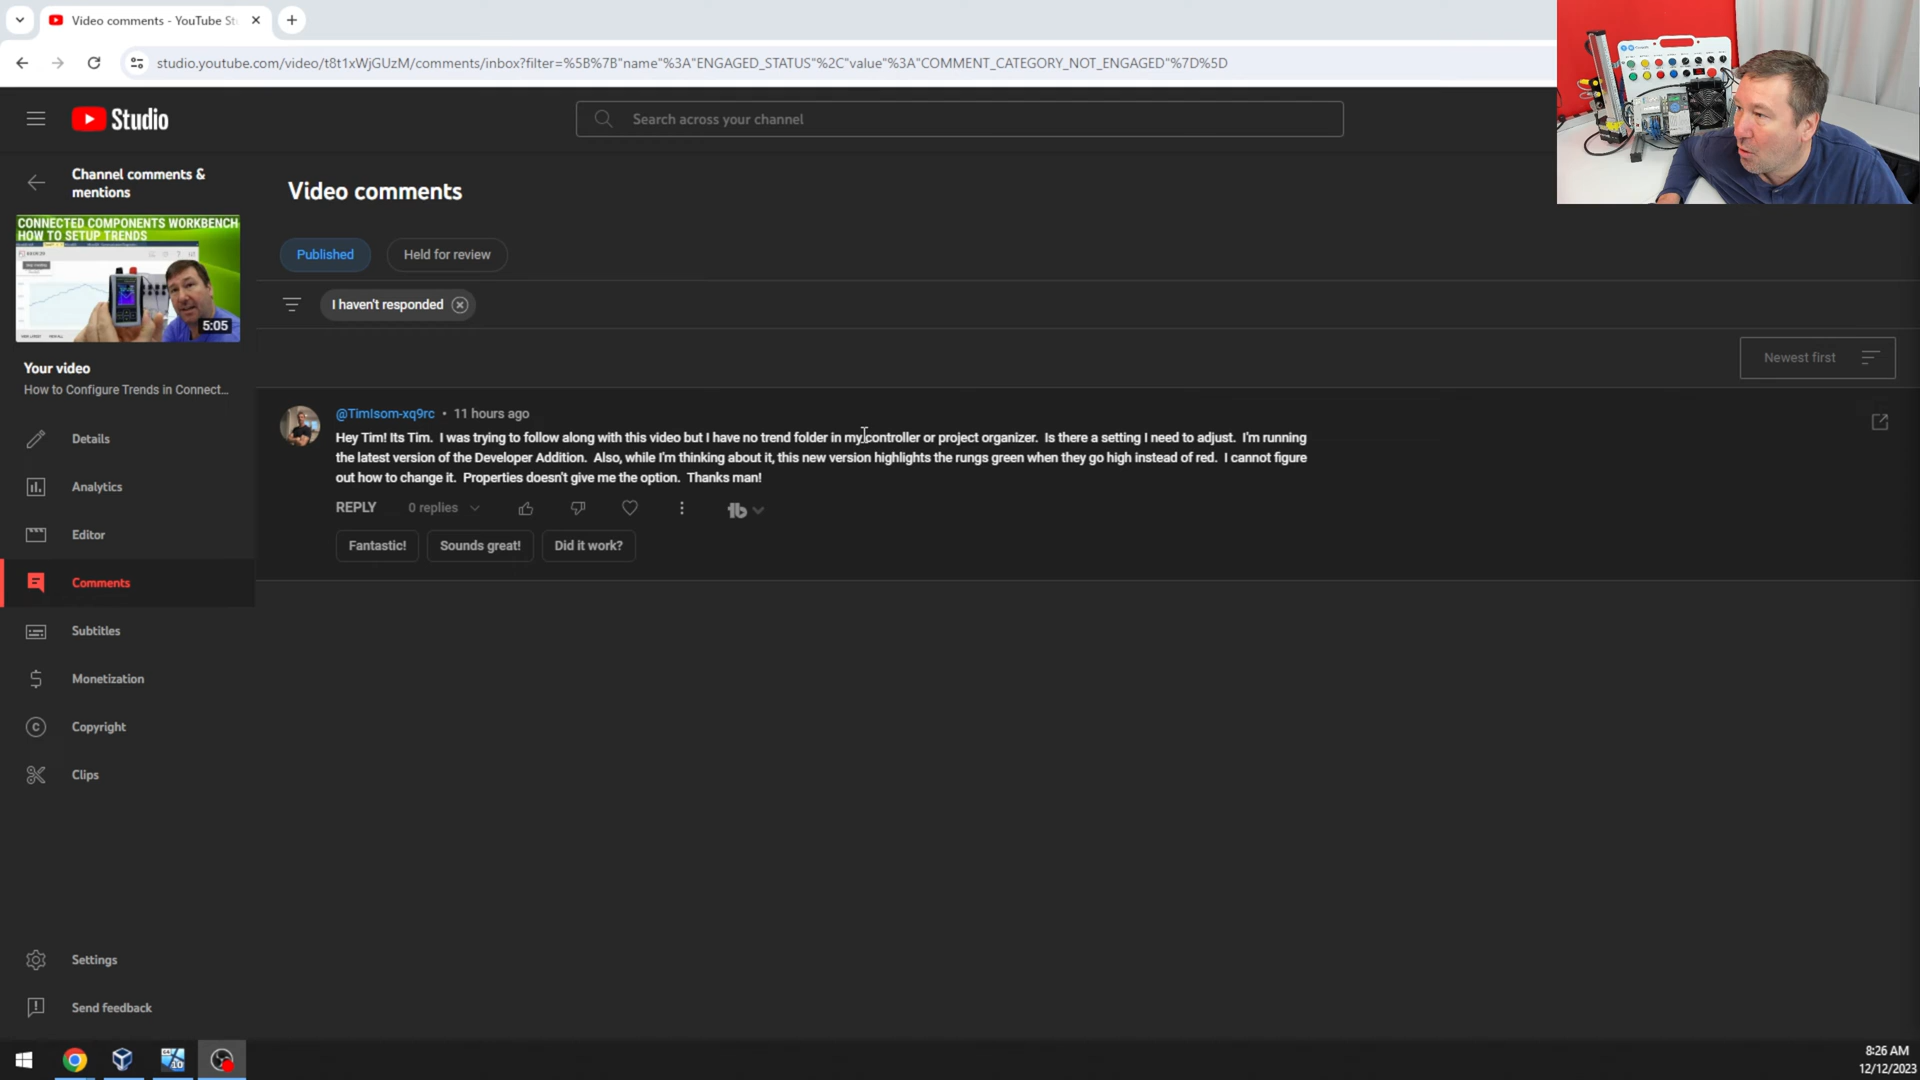 Video comments - YouTube St
studio.youtube.com/video/t8t1xWjGUzM/comments/inbox?filter=%5B%7B"name"%3A"ENGAGED_STATUS"%2C"value"%3A"COMMENT_CATEGORY_NOT_ENGAGED"%7D%5D
Studio
Search across your channel
Channel comments &
mentions
CONNECTED COMPONENTS WORKBENCH
HOW TO SETUP TRENDS
5:05
Your video
How to Configure Trends in Connect...
Details
Analytics
Editor
Comments
Subtitles
Monetization
Copyright
Clips
Settings
Send feedback
Video comments
Published
Held for review
I haven't responded
Newest first
@TimIsom-xq9rc • 11 hours ago
Hey Tim! Its Tim. I was trying to follow along with this video but I have no trend folder in my controller or project organizer. Is there a setting I need to adjust. I'm running
the latest version of the Developer Addition. Also, while I'm thinking about it, this new version highlights the rungs green when they go high instead of red. I cannot figure
out how to change it. Properties doesn't give me the option. Thanks man!
REPLY
0 replies
Fantastic!
Sounds great!
Did it work?
8:26 AM
12/12/2023